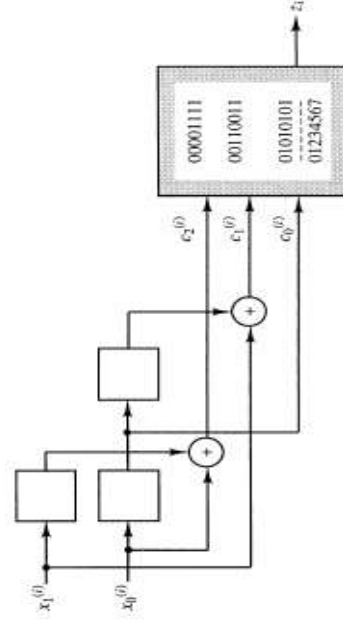 x₁⁽ⁱ⁾
x₀⁽ⁱ⁾
+
+
c₂⁽ⁱ⁾
c₁⁽ⁱ⁾
c₀⁽ⁱ⁾
00001111
00110011
01010101
--------
01234567
zᵢ